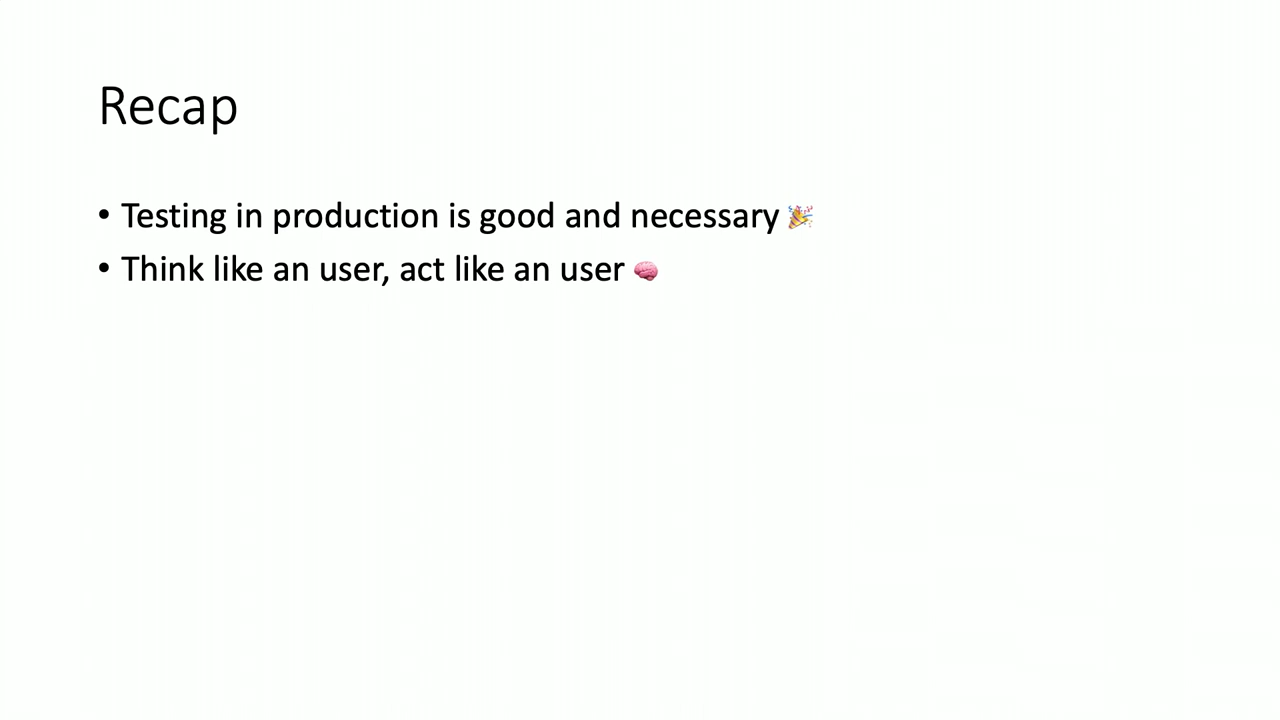 Recap
• Testing in production is good and necessary 🎉
• Think like an user, act like an user 🧠